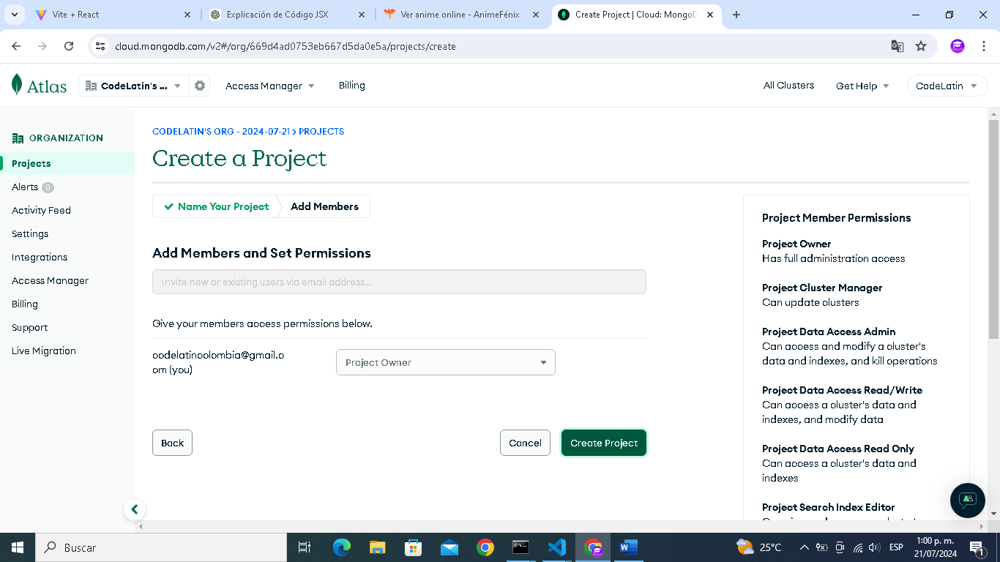 Vite + React
Explicación de Código JSX
Ver anime online - AnimeFénix
Create Project | Cloud: MongoD
cloud.mongodb.com/v2#/org/669d4ad0753eb667d5da0e5a/projects/create
Atlas
CodeLatin's ...
Access Manager
Billing
All Clusters
Get Help
CodeLatin
ORGANIZATION
Projects
Alerts 0
Activity Feed
Settings
Integrations
Access Manager
Billing
Support
Live Migration
CODELATIN'S ORG - 2024-07-21 > PROJECTS
Create a Project
Name Your Project
Add Members
Add Members and Set Permissions
Invite new or existing users via email address...
Give your members access permissions below.
codelatincolombia@gmail.c
om (you)
Project Owner
Back
Cancel
Create Project
Project Member Permissions
Project Owner
Has full administration access
Project Cluster Manager
Can update clusters
Project Data Access Admin
Can access and modify a cluster's
data and indexes, and kill operations
Project Data Access Read/Write
Can access a cluster's data and
indexes, and modify data
Project Data Access Read Only
Can access a cluster's data and
indexes
Project Search Index Editor
Buscar
25°C
ESP
1:00 p. m.
21/07/2024
1